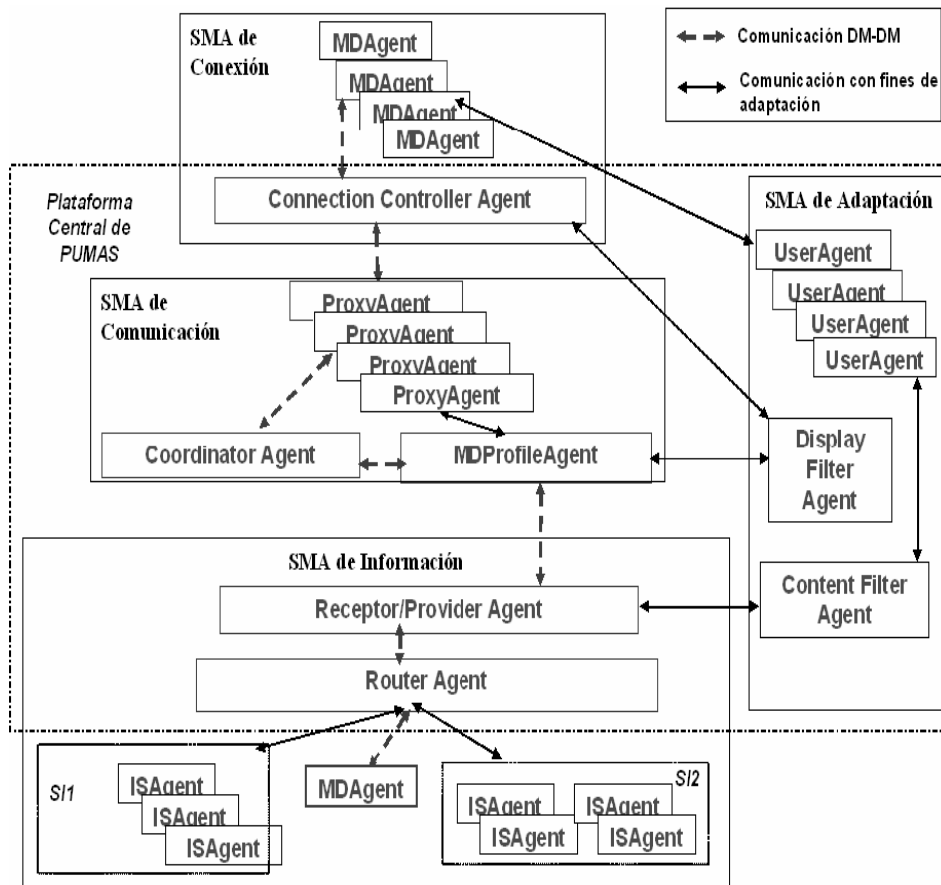 SMA de
Conexión
MDAgent
MDAgent
MDAgent
MDAgent
Comunicación DM-DM
Comunicación con fines de
adaptación
Plataforma
Central de
PUMAS
Connection Controller Agent
SMA de Adaptación
UserAgent
UserAgent
UserAgent
UserAgent
SMA de
Comunicación
ProxyAgent
ProxyAgent
ProxyAgent
ProxyAgent
Coordinator Agent
MDProfileAgent
Display
Filter
Agent
SMA de Información
Receptor/Provider Agent
Content Filter
Agent
Router Agent
SI1
ISAgent
ISAgent
ISAgent
MDAgent
SI2
ISAgent
ISAgent
ISAgent
ISAgent